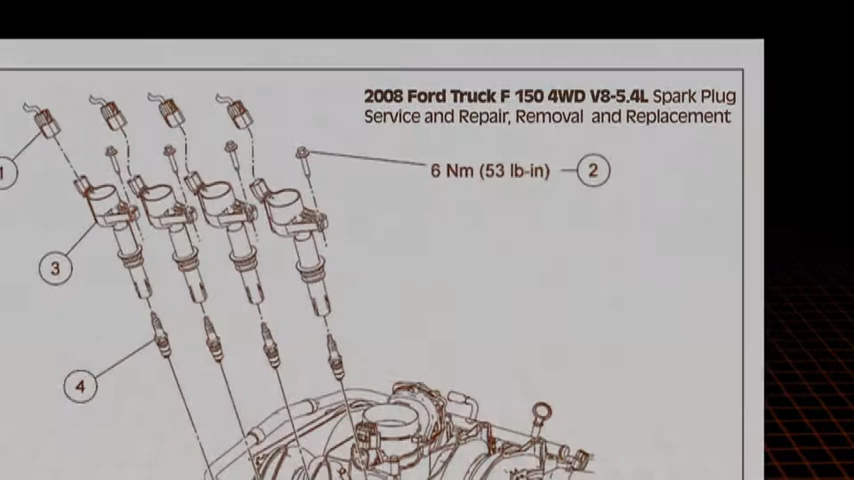 2008 Ford Truck F 150 4WD V8-5.4L Spark Plug
Service and Repair, Removal and Replacement
1
6 Nm (53 lb-in)
2
3
4